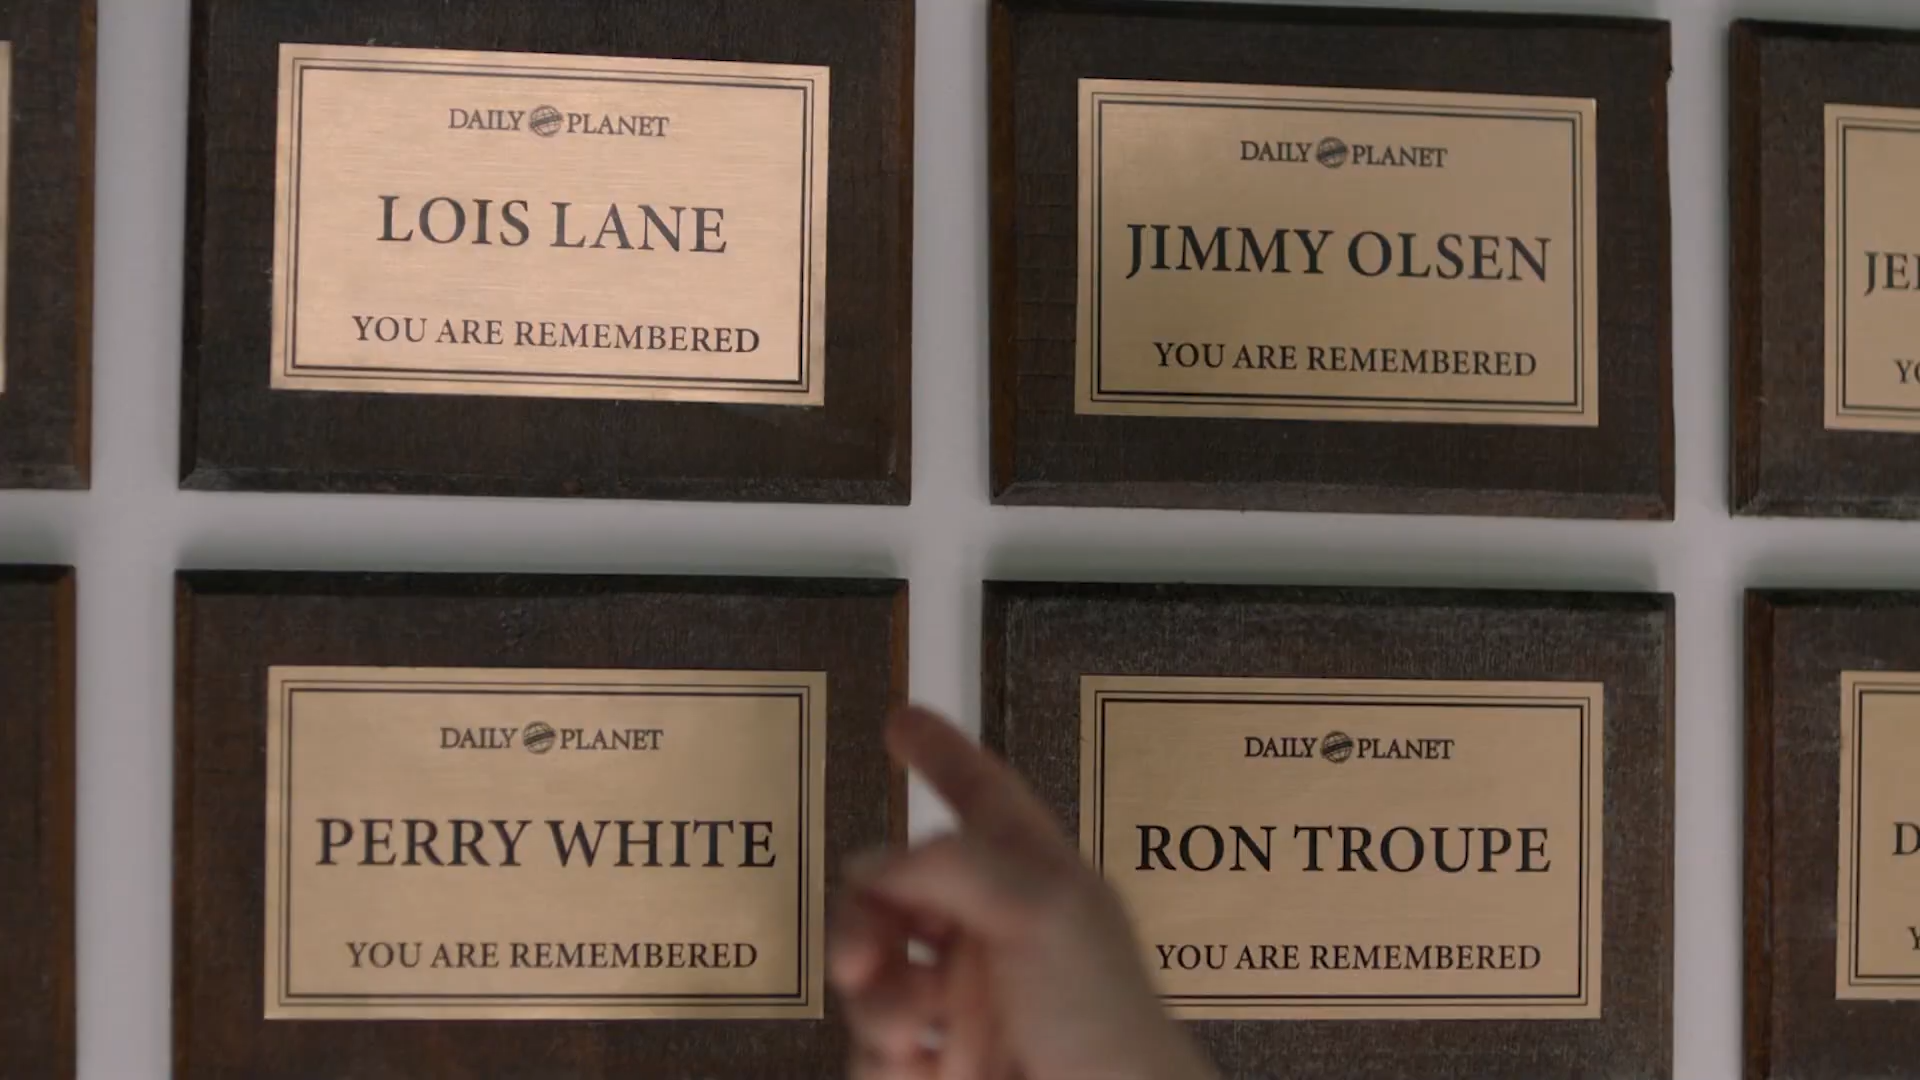 DAILY PLANET
LOIS LANE
YOU ARE REMEMBERED
DAILY PLANET
JIMMY OLSEN
YOU ARE REMEMBERED
DAILY PLANET
PERRY WHITE
YOU ARE REMEMBERED
DAILY PLANET
RON TROUPE
YOU ARE REMEMBERED